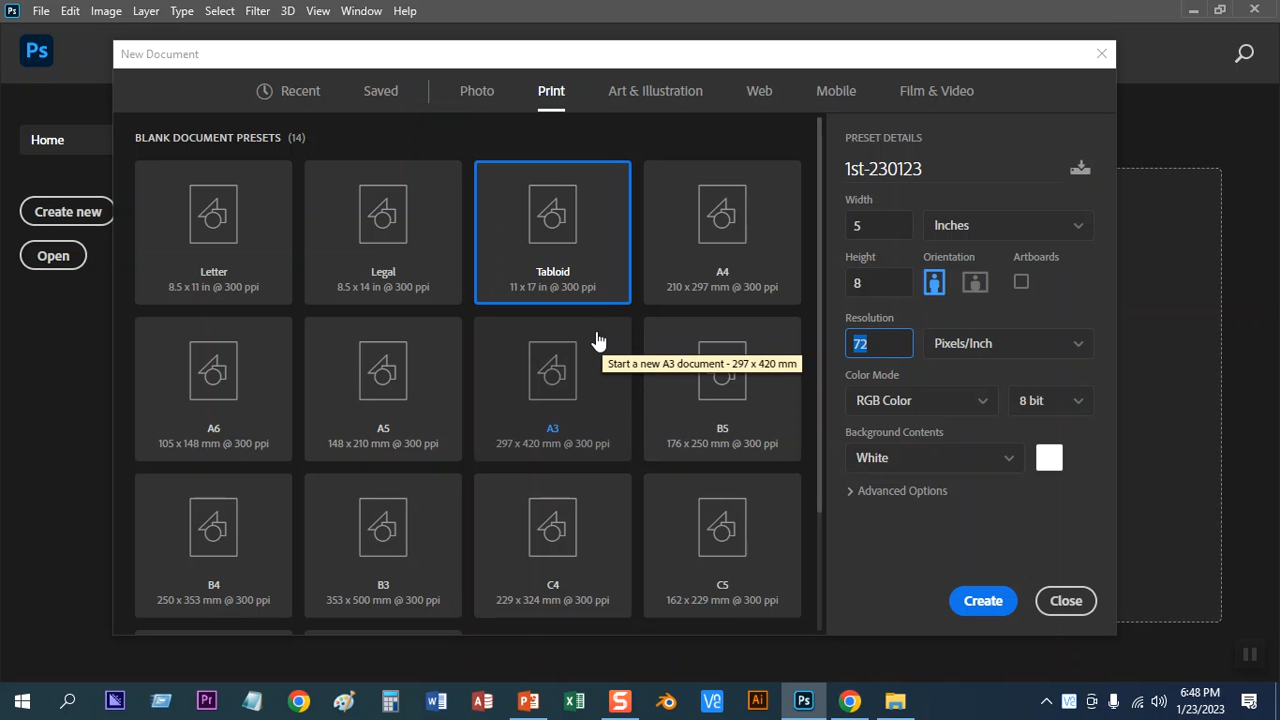 Ps File Edit Image Layer Type Select Filter 3D View Window Help
Ps
New Document
Recent Saved Photo Print Art & Illustration Web Mobile Film & Video
Home
Create new
Open
BLANK DOCUMENT PRESETS (14)
Letter
8.5 x 11 in @ 300 ppi
Legal
8.5 x 14 in @ 300 ppi
Tabloid
11 x 17 in @ 300 ppi
A4
210 x 297 mm @ 300 ppi
A6
105 x 148 mm @ 300 ppi
A5
148 x 210 mm @ 300 ppi
A3
297 x 420 mm @ 300 ppi
B5
176 x 250 mm @ 300 ppi
Start a new A3 document - 297 x 420 mm
B4
250 x 353 mm @ 300 ppi
B3
353 x 500 mm @ 300 ppi
C4
229 x 324 mm @ 300 ppi
C5
162 x 229 mm @ 300 ppi
PRESET DETAILS
1st-230123
Width
5 Inches
Height Orientation Artboards
8
Resolution
72 Pixels/Inch
Color Mode
RGB Color 8 bit
Background Contents
White
Advanced Options
Create Close
Pr Ps Ai
6:48 PM
1/23/2023